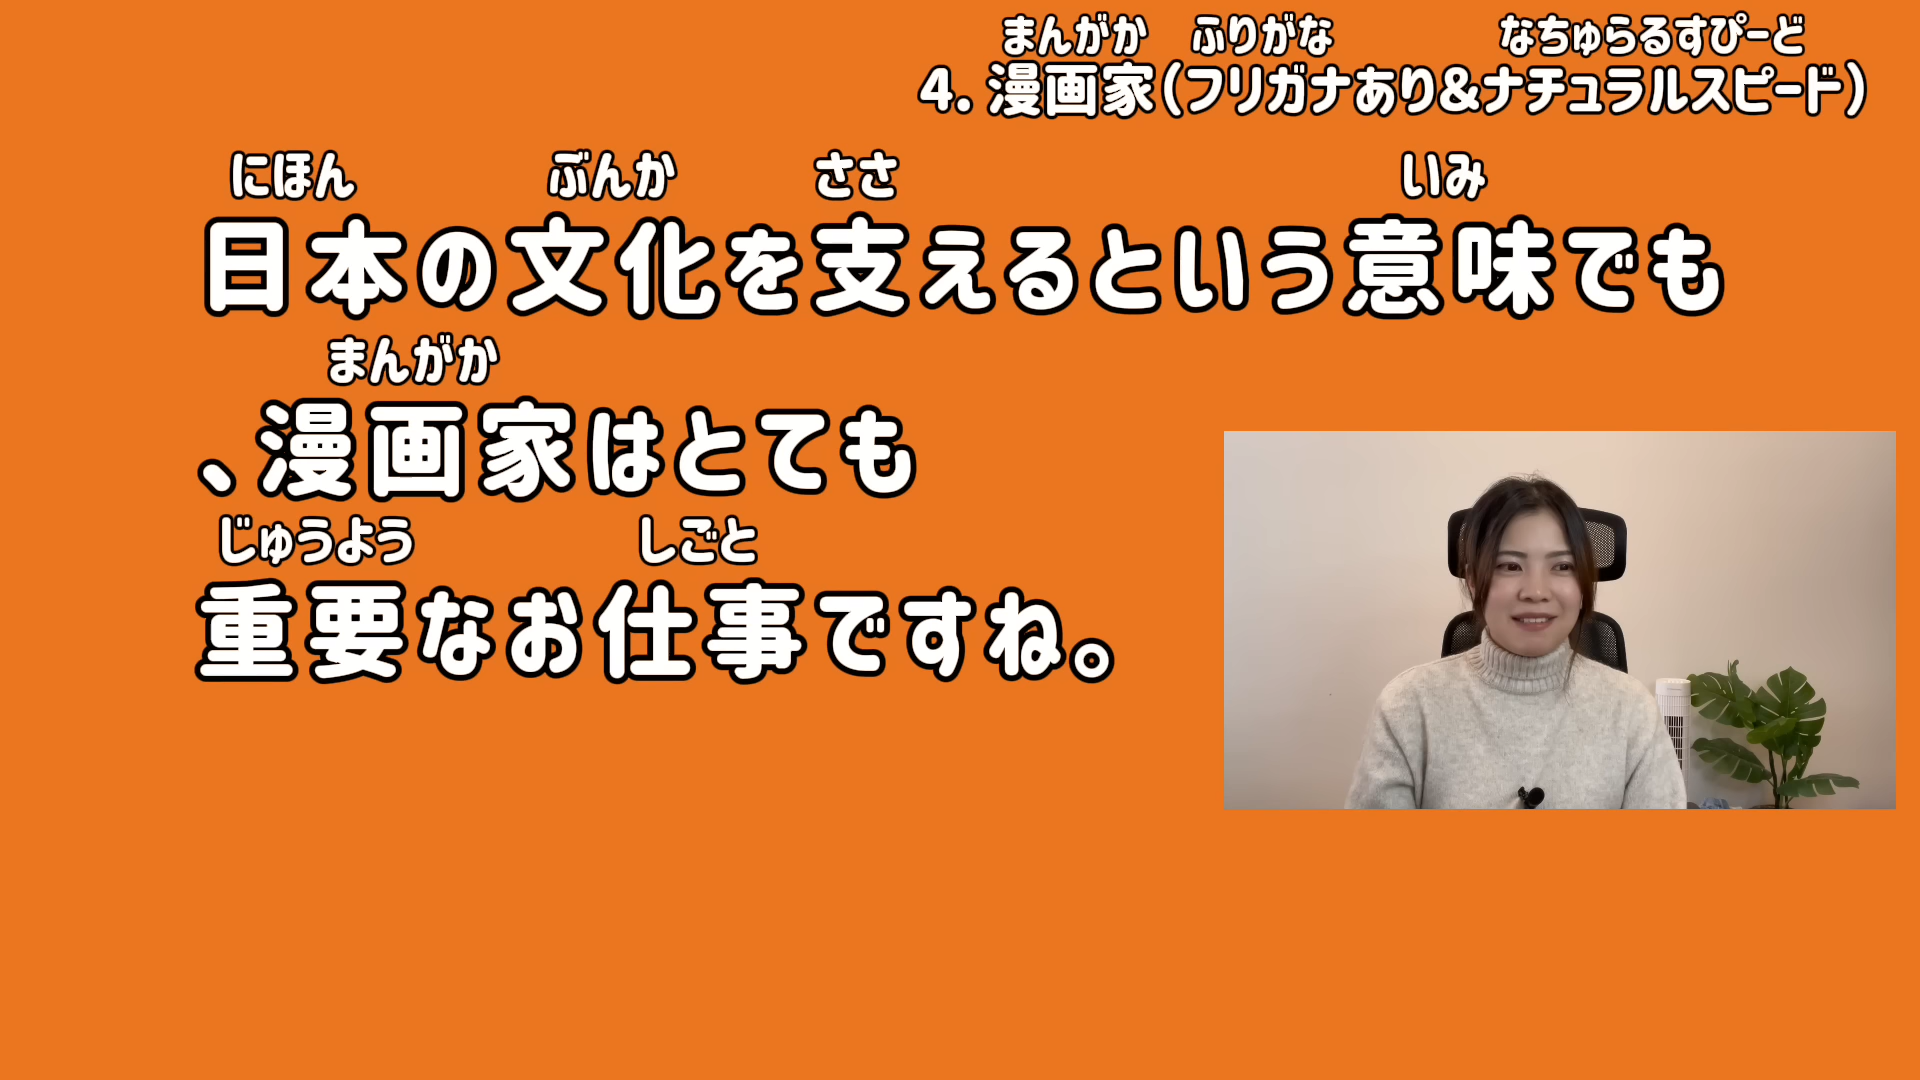 まんがか ふりがな なちゅらるすぴーど
4. 漫画家(フリガナあり&ナチュラルスピード)
にほん ぶんか ささ いみ
日本の文化を支えるという意味でも
まんがか
、漫画家はとても
じゅうよう しごと
重要なお仕事ですね。